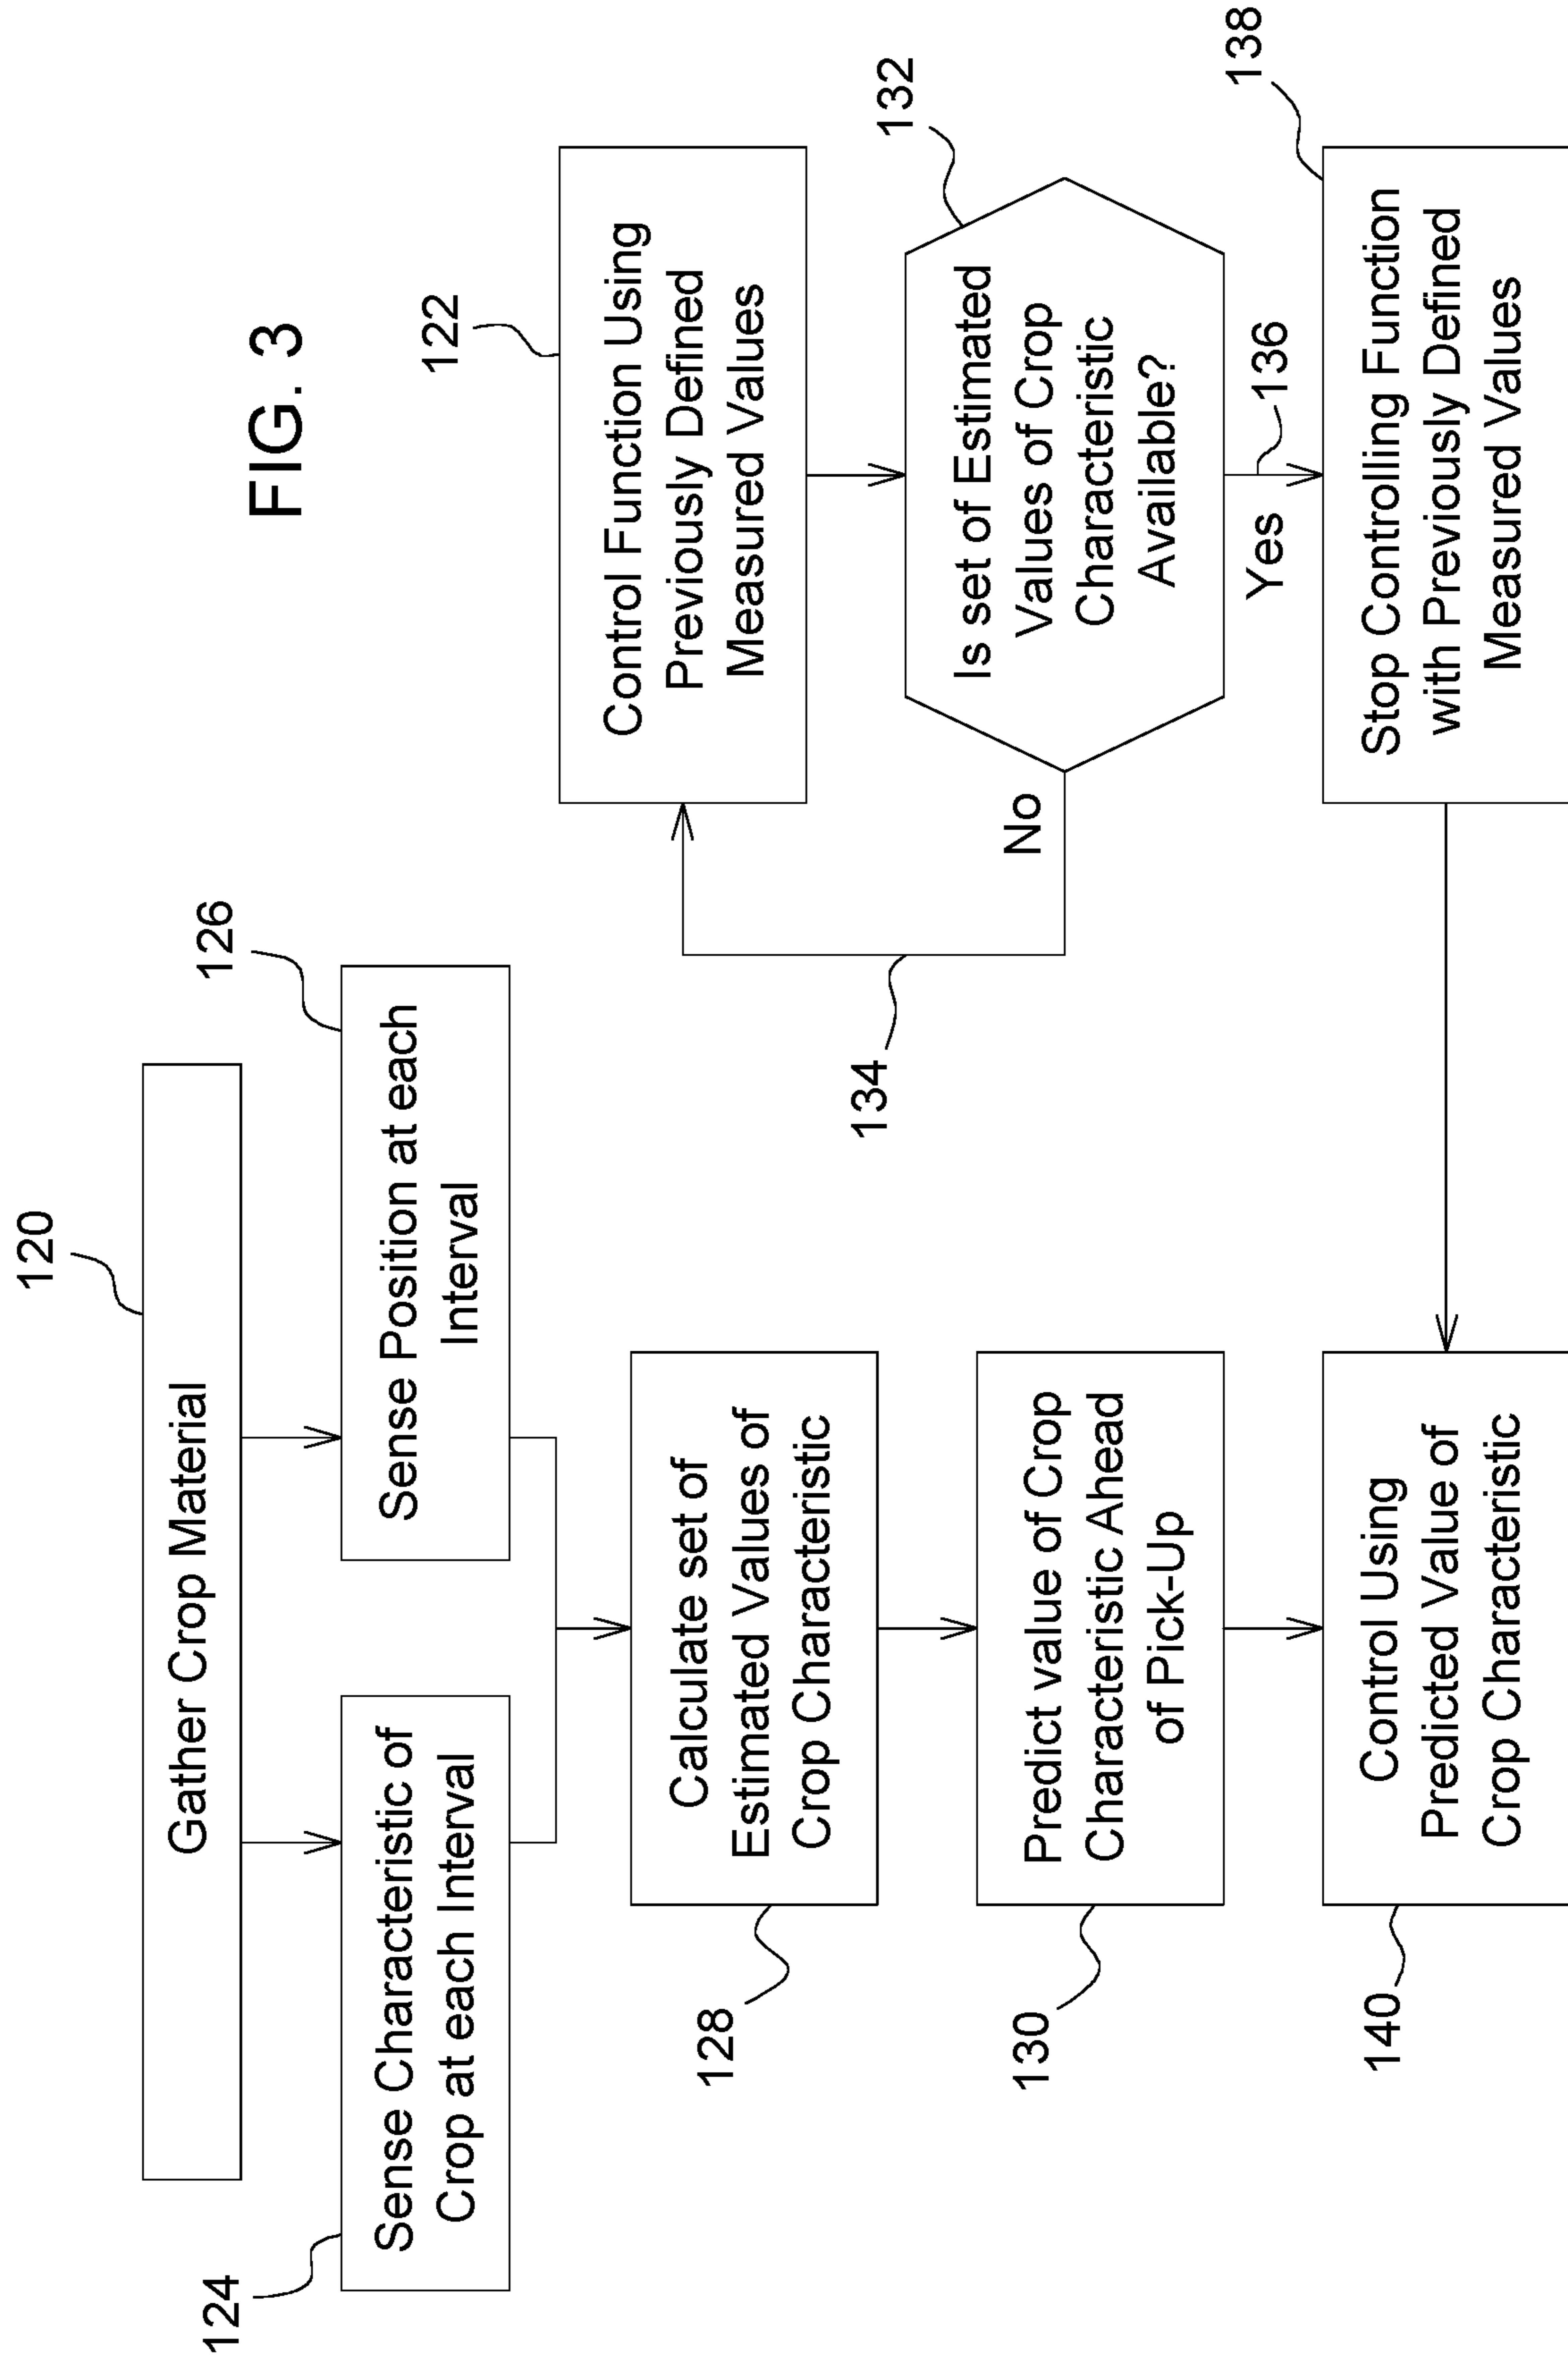 FIG. 3
120
Gather Crop Material
124
Sense Characteristic of
Crop at each Interval
126
Sense Position at each
Interval
128
Calculate set of
Estimated Values of
Crop Characteristic
130
Predict value of Crop
Characteristic Ahead
of Pick-Up
140
Control Using
Predicted Value of
Crop Characteristic
122
Control Function Using
Previously Defined
Measured Values
132
Is set of Estimated
Values of Crop
Characteristic
Available?
134
No
Yes
136
138
Stop Controlling Function
with Previously Defined
Measured Values